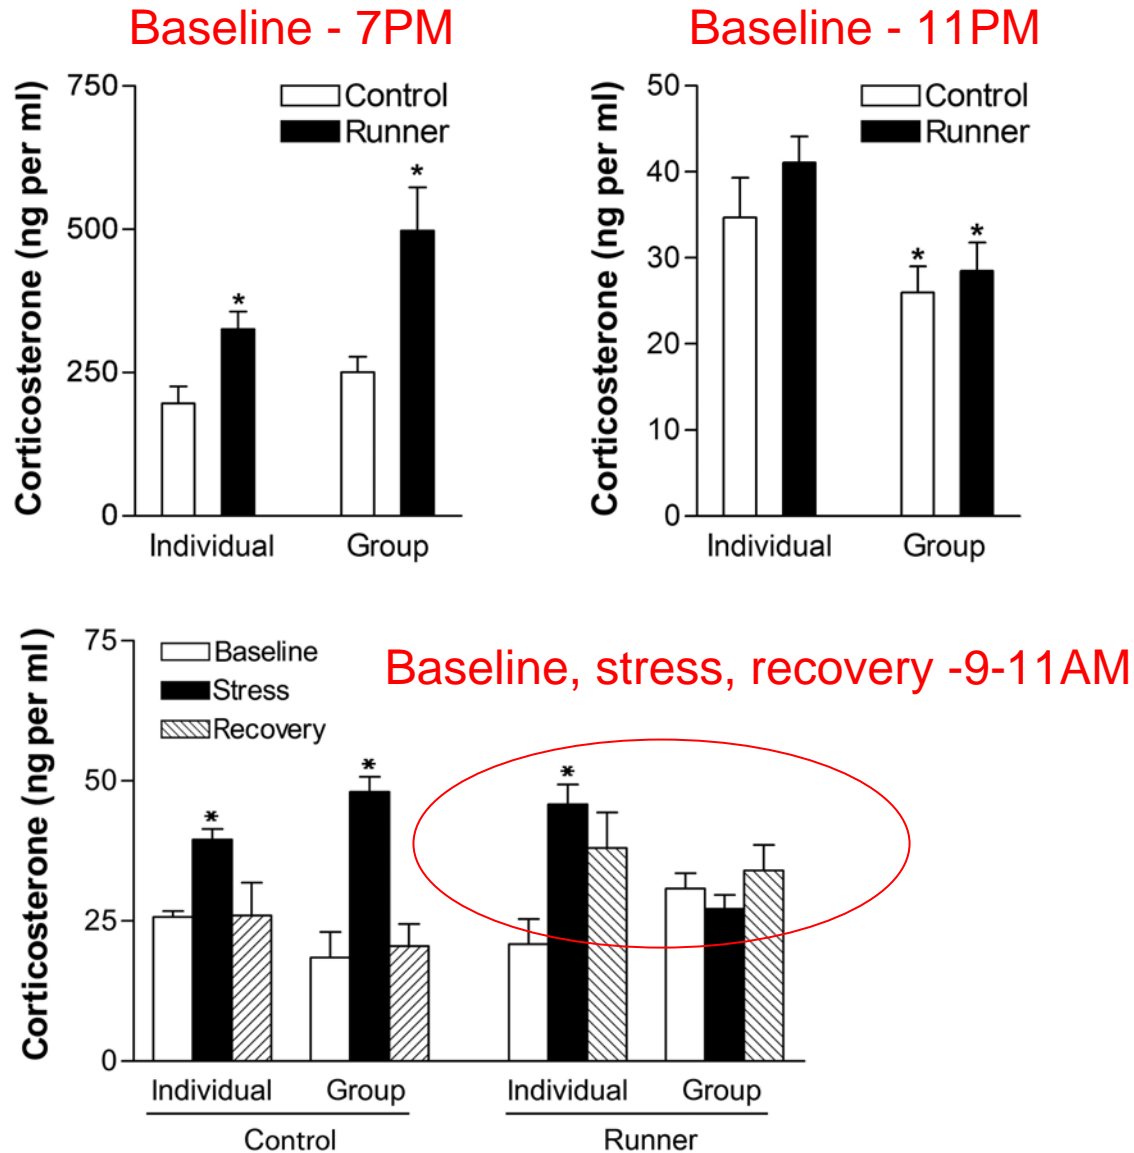 Baseline - 7PM
Corticosterone (ng per ml)
750
500
250
0
Control
Runner
*
*
Individual Group
Baseline - 11PM
Corticosterone (ng per ml)
50
40
30
20
10
0
Control
Runner
*
*
Individual Group
Baseline, stress, recovery -9-11AM
Corticosterone (ng per ml)
75
50
25
0
Baseline
Stress
Recovery
*
*
*
Individual Group Individual Group
Control Runner